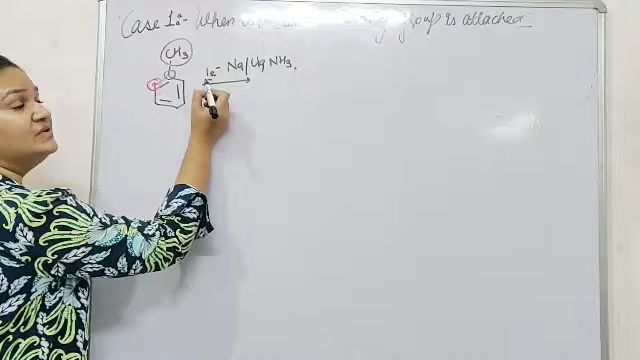 Case 1:- When group is attached
CH3
1e- Na/Liq NH3.